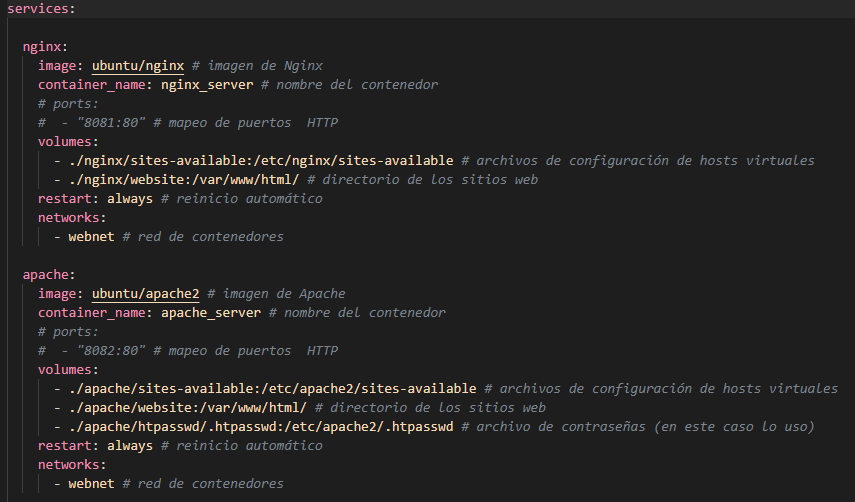 services:
nginx:
image: ubuntu/nginx # imagen de Nginx
container_name: nginx_server # nombre del contenedor
# ports:
#  - "8081:80" # mapeo de puertos  HTTP
volumes:
- ./nginx/sites-available:/etc/nginx/sites-available # archivos de configuración de hosts virtuales
- ./nginx/website:/var/www/html/ # directorio de los sitios web
restart: always # reinicio automático
networks:
- webnet # red de contenedores
apache:
image: ubuntu/apache2 # imagen de Apache
container_name: apache_server # nombre del contenedor
# ports:
#  - "8082:80" # mapeo de puertos  HTTP
volumes:
- ./apache/sites-available:/etc/apache2/sites-available # archivos de configuración de hosts virtuales
- ./apache/website:/var/www/html/ # directorio de los sitios web
- ./apache/htpasswd/.htpasswd:/etc/apache2/.htpasswd # archivo de contraseñas (en este caso lo uso)
restart: always # reinicio automático
networks:
- webnet # red de contenedores